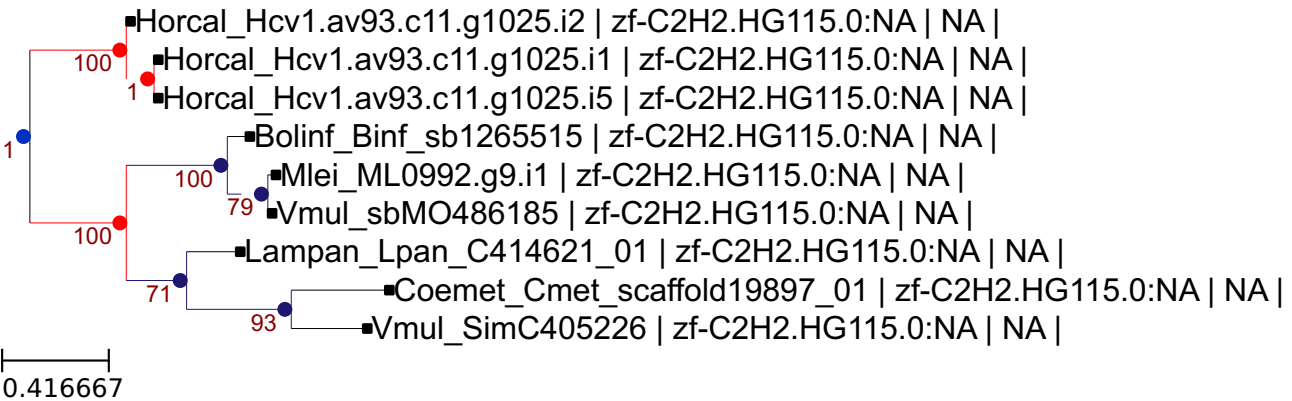 Horcal_Hcv1.av93.c11.g1025.i2 | zf-C2H2.HG115.0:NA | NA |
100
Horcal_Hcv1.av93.c11.g1025.i1 | zf-C2H2.HG115.0:NA | NA |
1
Horcal_Hcv1.av93.c11.g1025.i5 | zf-C2H2.HG115.0:NA | NA |
1
Bolinf_Binf_sb1265515 | zf-C2H2.HG115.0:NA | NA |
100
Mlei_ML0992.g9.i1 | zf-C2H2.HG115.0:NA | NA |
79
Vmul_sbMO486185 | zf-C2H2.HG115.0:NA | NA |
100
Lampan_Lpan_C414621_01 | zf-C2H2.HG115.0:NA | NA |
71
Coemet_Cmet_scaffold19897_01 | zf-C2H2.HG115.0:NA | NA |
93
Vmul_SimC405226 | zf-C2H2.HG115.0:NA | NA |
0.416667